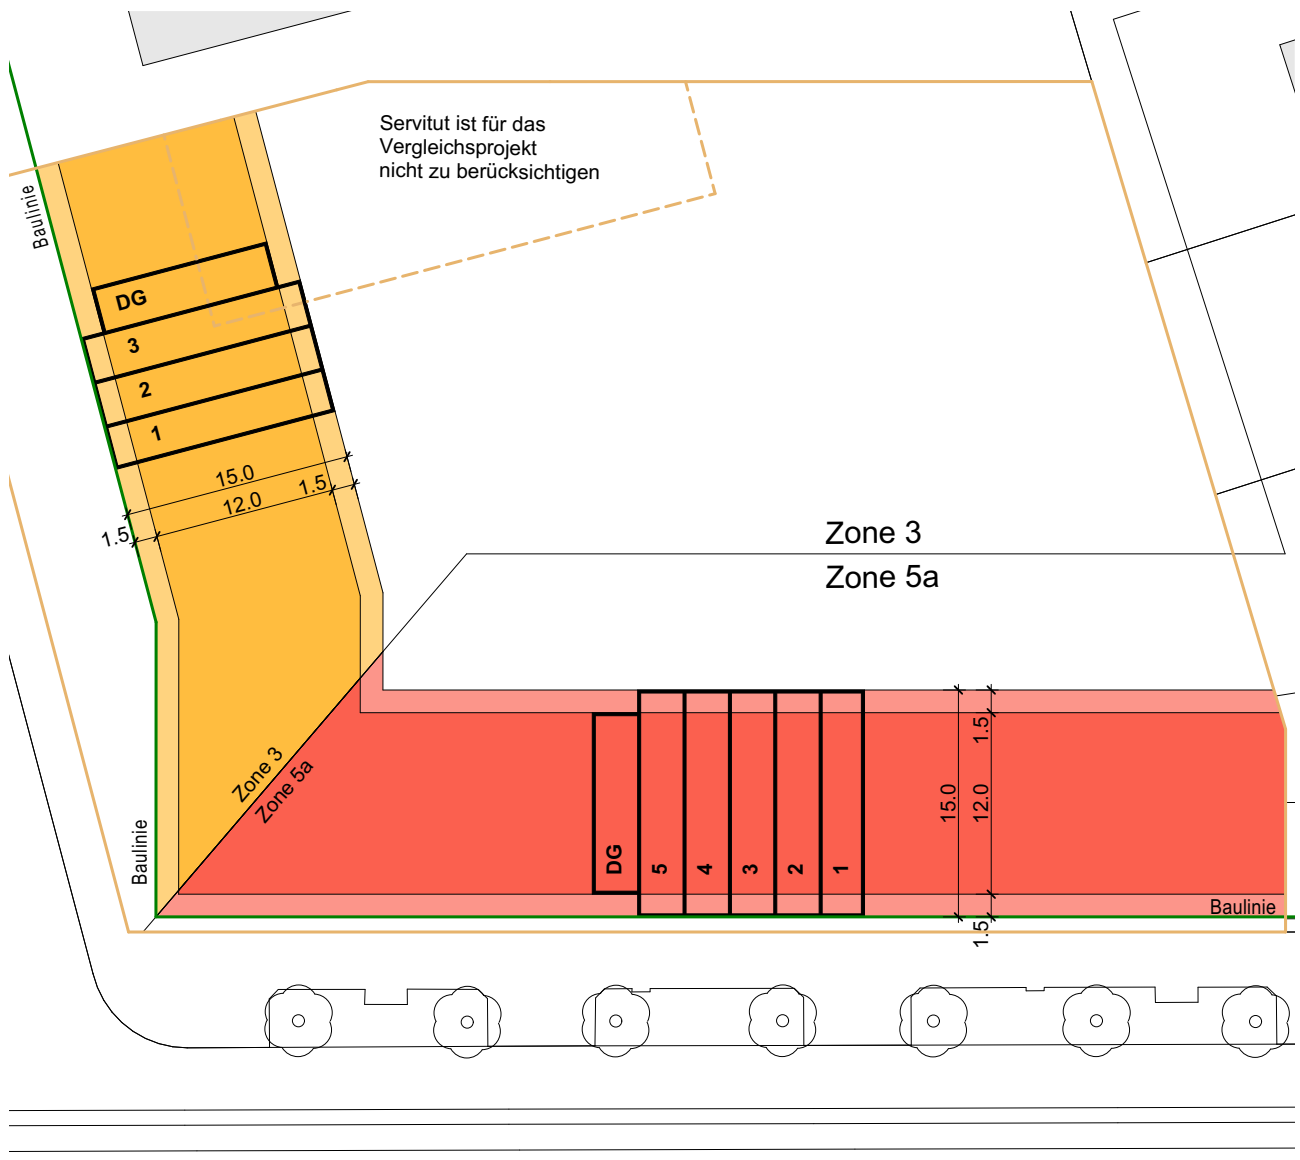 Servitut ist für das
Vergleichsprojekt
nicht zu berücksichtigen
Baulinie
DG
3
2
1
15.0
12.0
1.5
1.5
Zone 3
Zone 5a
Zone 3
Zone 5a
Baulinie
DG
5
4
3
2
1
15.0
12.0
1.5
1.5
Baulinie